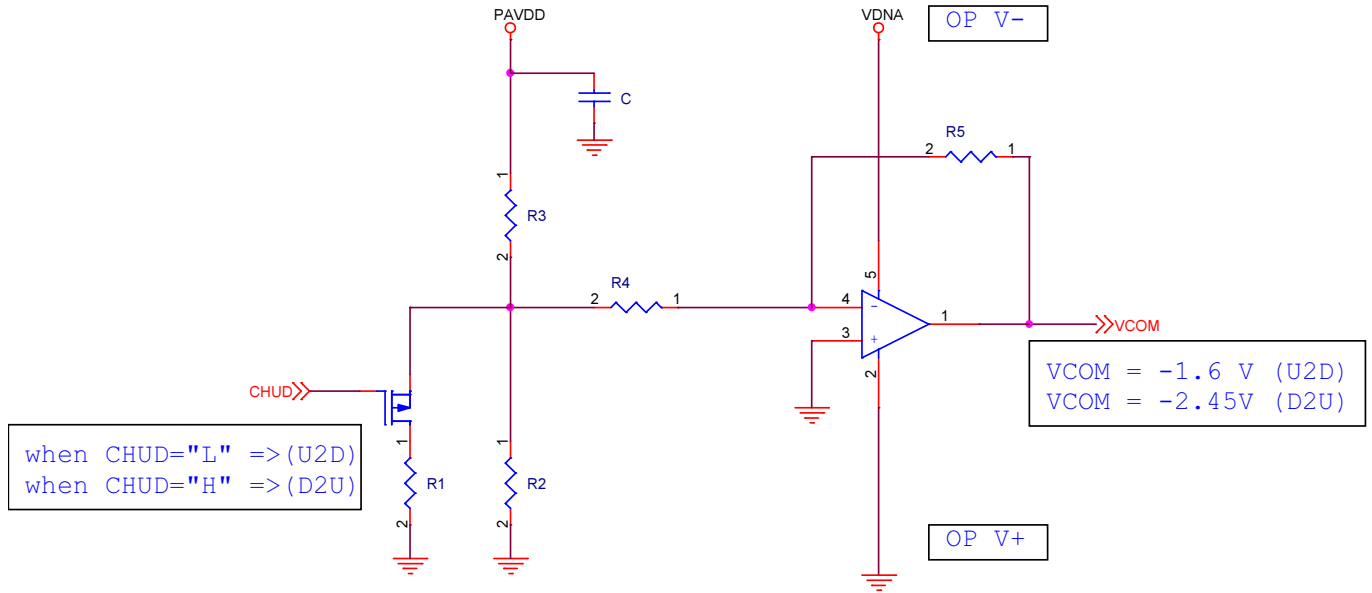 PAVDD
VDNA
OP V-
C
R5
2
1
1
R3
2
R4
2
1
5
4
-
3
+
1
2
VCOM
VCOM = -1.6 V (U2D)
VCOM = -2.45V (D2U)
CHUD
when CHUD="L" =>(U2D)
when CHUD="H" =>(D2U)
1
R1
2
1
R2
2
OP V+